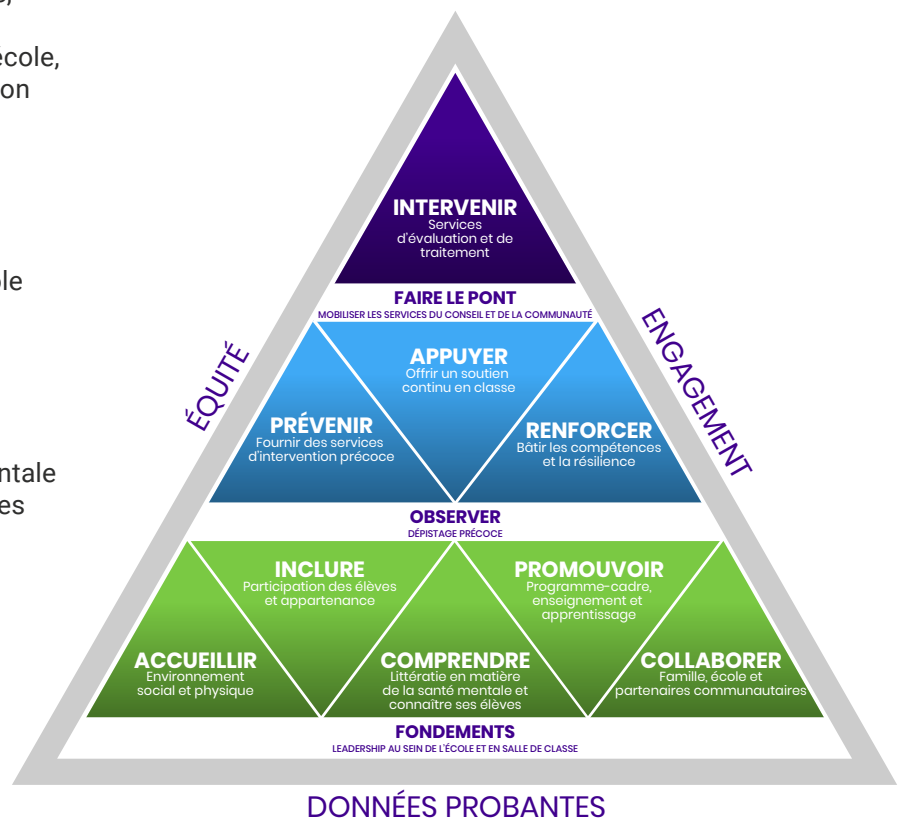 école,
INTERVENIR
Services
d'évaluation et de
traitement
FAIRE LE PONT
MOBILISER LES SERVICES DU CONSEIL ET DE LA COMMUNAUTÉ
ÉQUITÉ
ENGAGEMENT
APPUYER
Offrir un soutien
continu en classe
PRÉVENIR
Fournir des services
d'intervention précoce
RENFORCER
Bâtir les compétences
et la résilience
OBSERVER
DÉPISTAGE PRÉCOCE
INCLURE
Participation des élèves
et appartenance
PROMOUVOIR
Programme-cadre,
enseignement et
apprentissage
ACCUEILLIR
Environnement
social et physique
COMPRENDRE
Littératie en matière
de la santé mentale et
connaître ses élèves
COLLABORER
Famille, école et
partenaires communautaires
FONDEMENTS
LEADERSHIP AU SEIN DE L'ÉCOLE ET EN SALLE DE CLASSE
DONNÉES PROBANTES